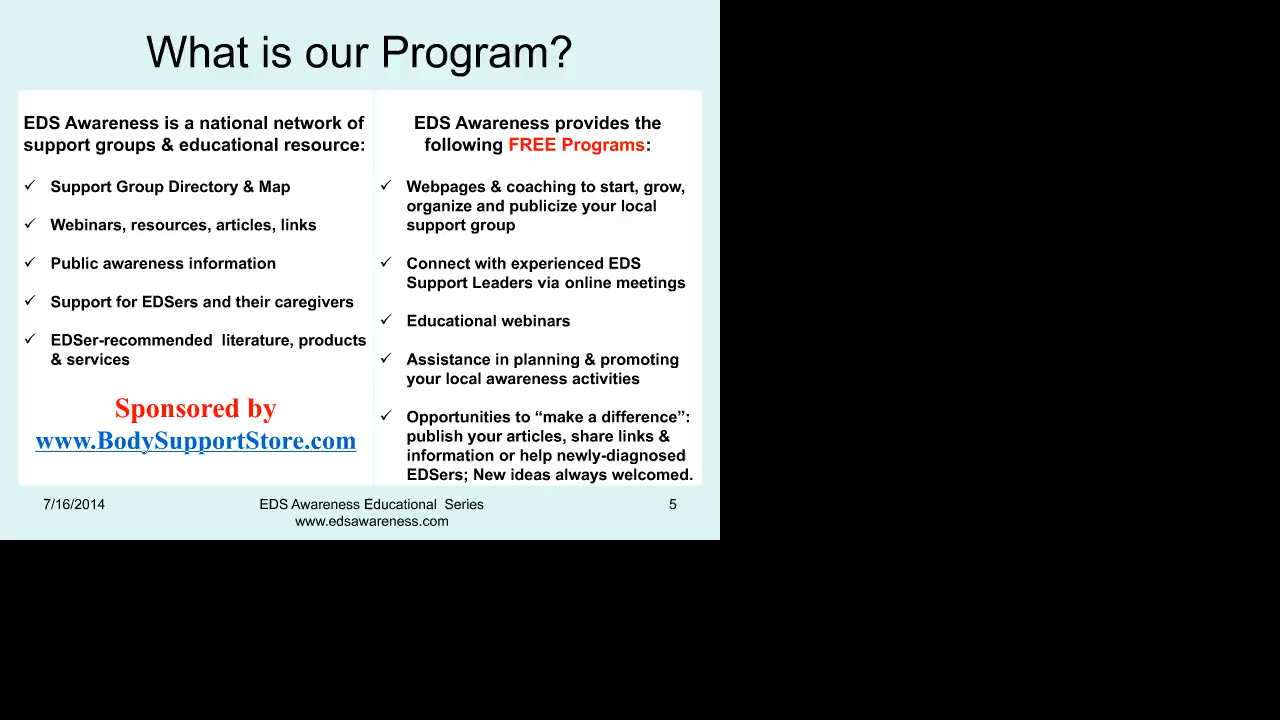 What is our Program?
EDS Awareness is a national network of
support groups & educational resource:
✓ Support Group Directory & Map
✓ Webinars, resources, articles, links
✓ Public awareness information
✓ Support for EDSers and their caregivers
✓ EDSer-recommended  literature, products
& services
Sponsored by
www.BodySupportStore.com
EDS Awareness provides the
following FREE Programs:
✓ Webpages & coaching to start, grow,
organize and publicize your local
support group
✓ Connect with experienced EDS
Support Leaders via online meetings
✓ Educational webinars
✓ Assistance in planning & promoting
your local awareness activities
✓ Opportunities to “make a difference”:
publish your articles, share links &
information or help newly-diagnosed
EDSers; New ideas always welcomed.
7/16/2014
EDS Awareness Educational  Series
www.edsawareness.com
5